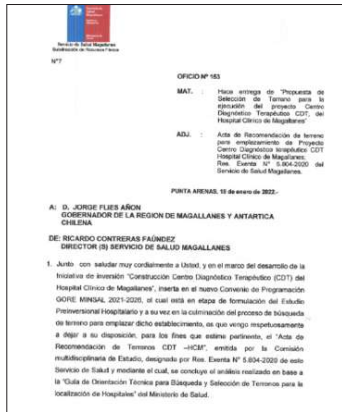 Servicio de Salud Magallanes
Subdirección de Recursos Físicos
N°7
OFICIO N° 153
MAT. : Hace entrega de "Propuesta de
Selección de Terreno para la
ejecución del proyecto Centro
Diagnóstico Terapéutico CDT, del
Hospital Clínico de Magallanes"
ADJ. : Acta de Recomendación de terreno
para emplazamiento de Proyecto
Centro Diagnóstico terapéutico CDT
Hospital Clínico de Magallanes;
Res. Exenta N° 5.804-2020 del
Servicio de Salud Magallanes.
PUNTA ARENAS, 10 de enero de 2022.-
A: D. JORGE FLIES AÑON
GOBERNADOR DE LA REGION DE MAGALLANES Y ANTARTICA
CHILENA
DE: RICARDO CONTRERAS FAÚNDEZ
DIRECTOR (S) SERVICIO DE SALUD MAGALLANES
1. Junto con saludar muy cordialmente a Usted, y en el marco del desarrollo de la
Iniciativa de inversión "Construcción Centro Diagnóstico Terapéutico (CDT) del
Hospital Clínico de Magallanes", inserta en el nuevo Convenio de Programación
GORE MINSAL 2021-2028, el cual está en etapa de formulación del Estudio
Preinversional Hospitalario y a su vez en la culminación del proceso de búsqueda
de terreno para emplazar dicho establecimiento, es que vengo respetuosamente
a dejar a su disposición, para los fines que estime pertinente, el "Acta de
Recomendación de Terrenos CDT –HCM", emitida por la Comisión
multidisciplinaria de Estudio, designada por Res. Exenta N° 5.804-2020 de este
Servicio de Salud y mediante el cual, se concluye el análisis realizado en base a
la "Guía de Orientación Técnica para Búsqueda y Selección de Terrenos para la
localización de Hospitales" del Ministerio de Salud.